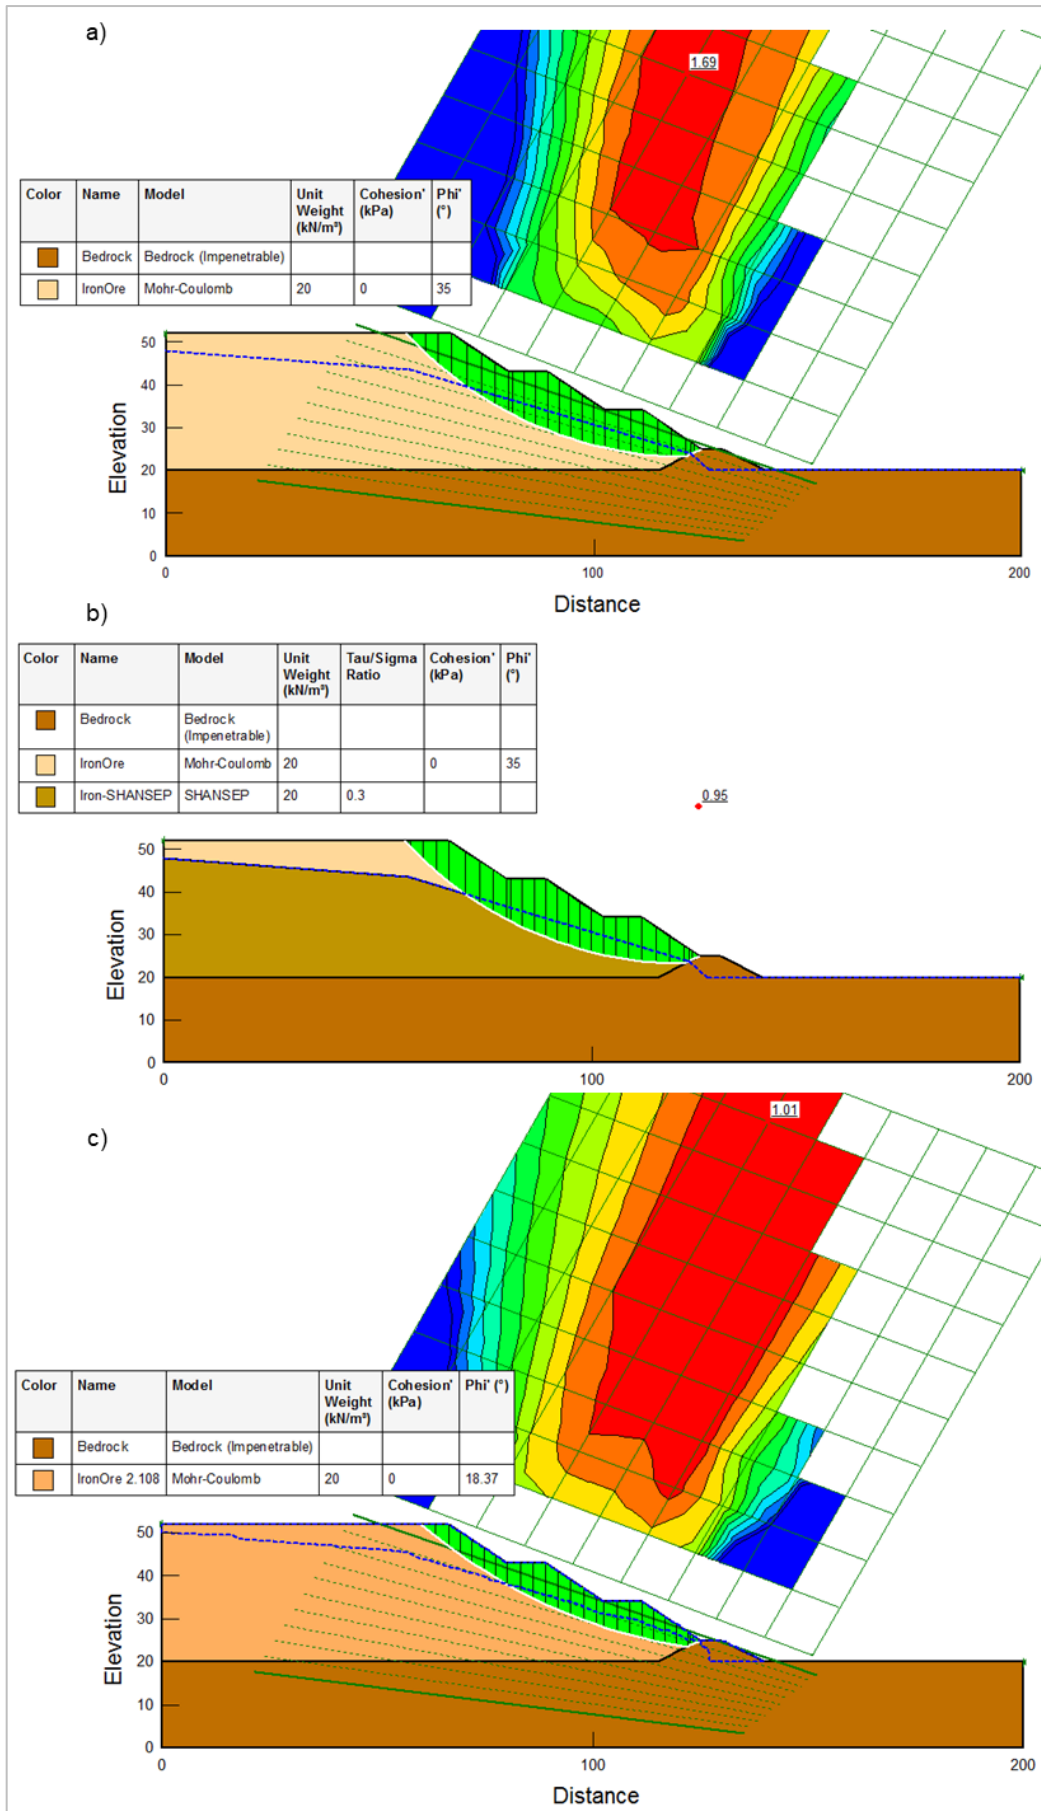 a)
1.69
Color Name Model Unit Weight (kN/m³) Cohesion' (kPa) Phi' (°)
Bedrock Bedrock (Impenetrable)
IronOre Mohr-Coulomb 20 0 35
50
40
30
20
10
0
Elevation
0 100 200
Distance
b)
Color Name Model Unit Weight (kN/m³) Tau/Sigma Ratio Cohesion' (kPa) Phi' (°)
Bedrock Bedrock (Impenetrable)
IronOre Mohr-Coulomb 20 0 35
Iron-SHANSEP SHANSEP 20 0.3
0.95
50
40
30
20
10
0
Elevation
0 100 200
c)
1.01
Color Name Model Unit Weight (kN/m³) Cohesion' (kPa) Phi' (°)
Bedrock Bedrock (Impenetrable)
IronOre 2.108 Mohr-Coulomb 20 0 18.37
50
40
30
20
10
0
Elevation
0 100 200
Distance